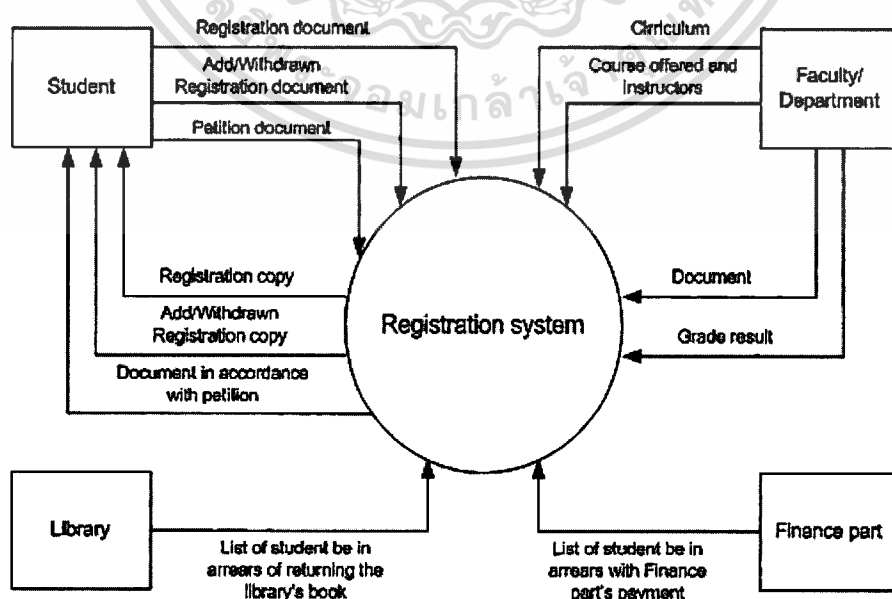 Registration document
Add/Withdrawn
Registration document
Petition document
Student
Cirriculum
Course offered and
Instructors
Faculty/
Department
Registration copy
Add/Withdrawn
Registration copy
Document in accordance
with petition
Registration system
Document
Grade result
Library
List of student be in
arrears of returning the
library's book
List of student be in
arrears with Finance
part's payment
Finance part